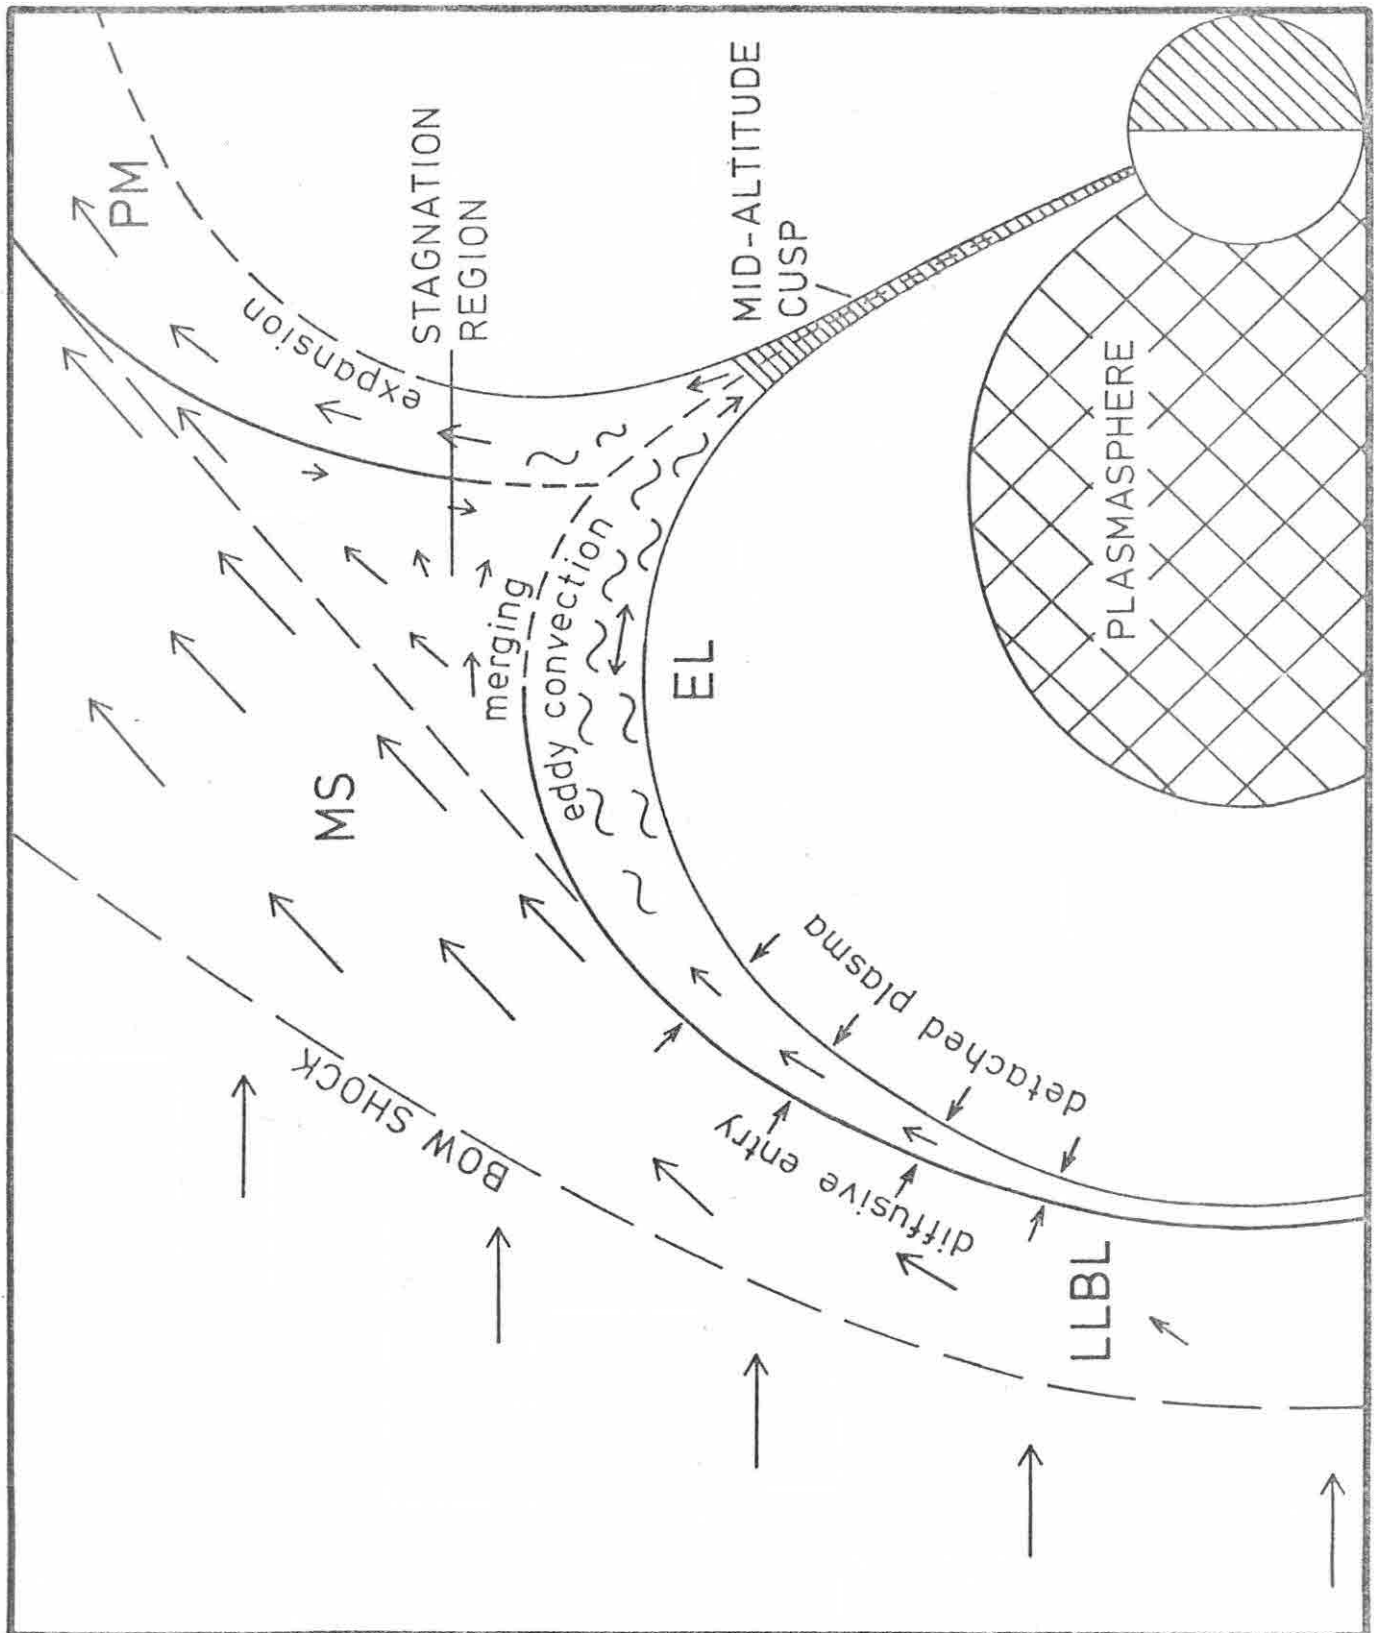 PM
STAGNATION
REGION
expansion
MID-ALTITUDE
CUSP
MS
merging
eddy convection
EL
PLASMASPHERE
BOW SHOCK
detached plasma
diffusive entry
LLBL